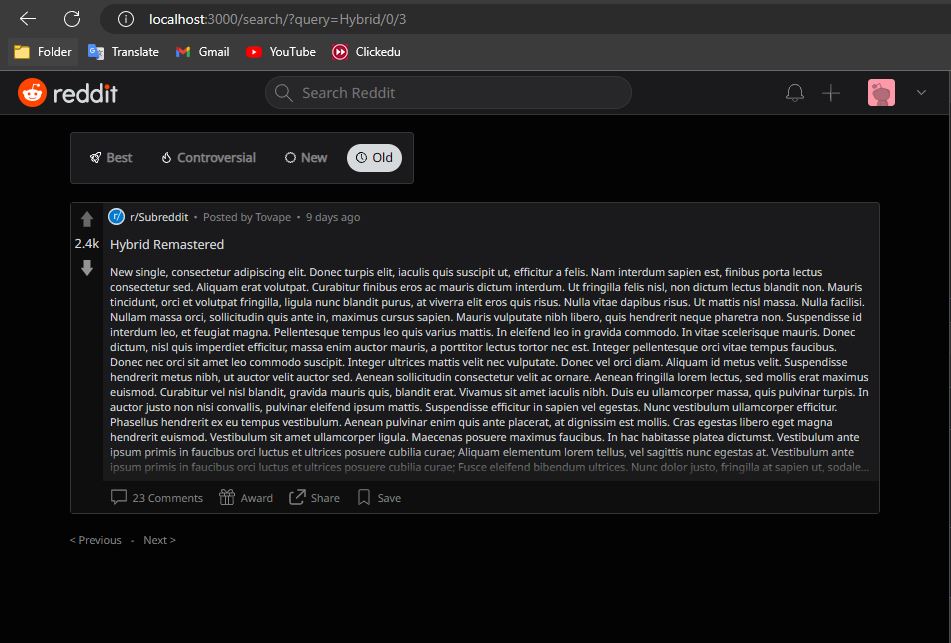 localhost:3000/search/?query=Hybrid/0/3
Folder Translate Gmail YouTube Clickedu
reddit Search Reddit
Best Controversial New Old
r/ r/Subreddit • Posted by Tovape • 9 days ago
2.4k Hybrid Remastered
New single, consectetur adipiscing elit. Donec turpis elit, iaculis quis suscipit ut, efficitur a felis. Nam interdum sapien est, finibus porta lectus
consectetur sed. Aliquam erat volutpat. Curabitur finibus eros ac mauris dictum interdum. Ut fringilla felis nisl, non dictum lectus blandit non. Mauris
tincidunt, orci et volutpat fringilla, ligula nunc blandit purus, at viverra elit eros quis risus. Nulla vitae dapibus risus. Ut mattis nisl massa. Nulla facilisi.
Nullam massa orci, sollicitudin quis ante in, maximus cursus sapien. Mauris vulputate nibh libero, quis hendrerit neque pharetra non. Suspendisse id
interdum leo, et feugiat magna. Pellentesque tempus leo quis varius mattis. In eleifend leo in gravida commodo. In vitae scelerisque mauris. Donec
dictum, nisl quis imperdiet efficitur, massa enim auctor mauris, a porttitor lectus tortor nec est. Integer pellentesque orci vitae tempus faucibus.
Donec nec orci sit amet leo commodo suscipit. Integer ultrices mattis velit nec vulputate. Donec vel orci diam. Aliquam id metus velit. Suspendisse
hendrerit metus nibh, ut auctor velit auctor sed. Aenean sollicitudin consectetur velit ac ornare. Aenean fringilla lorem lectus, sed mollis erat maximus
euismod. Curabitur vel nisl blandit, gravida mauris quis, blandit erat. Vivamus sit amet iaculis nibh. Duis eu ullamcorper massa, quis pulvinar turpis. In
auctor justo non nisi convallis, pulvinar eleifend ipsum mattis. Suspendisse efficitur in sapien vel egestas. Nunc vestibulum ullamcorper efficitur.
Phasellus hendrerit ex eu tempus vestibulum. Aenean pulvinar enim quis ante placerat, at dignissim est mollis. Cras egestas libero eget magna
hendrerit euismod. Vestibulum sit amet ullamcorper ligula. Maecenas posuere maximus faucibus. In hac habitasse platea dictumst. Vestibulum ante
ipsum primis in faucibus orci luctus et ultrices posuere cubilia curae; Aliquam elementum lorem tellus, vel sagittis nunc egestas at. Vestibulum ante
ipsum primis in faucibus orci luctus et ultrices posuere cubilia curae; Fusce eleifend bibendum ultrices. Nunc dolor justo, fringilla at sapien ut, sodale...
23 Comments Award Share Save
< Previous - Next >